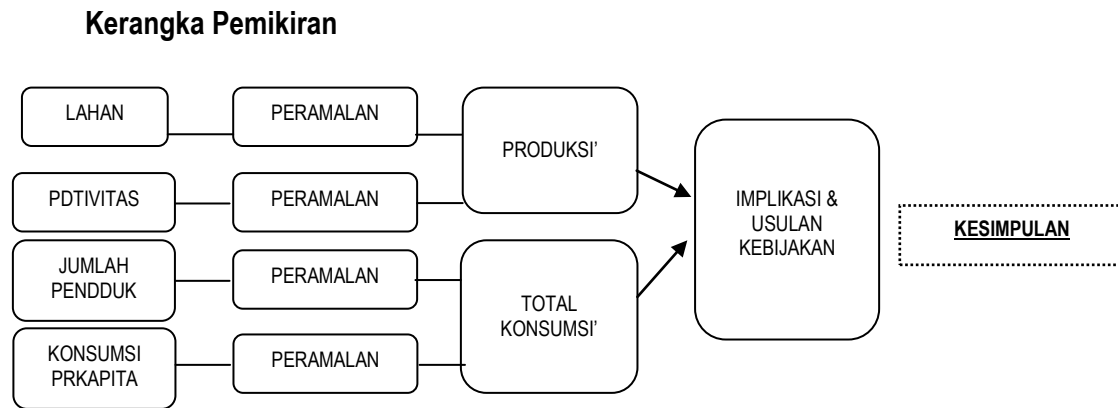 Kerangka Pemikiran
LAHAN
PERAMALAN
PRODUKSI’
PDTIVITAS
PERAMALAN
IMPLIKASI &
USULAN
KEBIJAKAN
KESIMPULAN
JUMLAH
PENDDUK
PERAMALAN
TOTAL
KONSUMSI’
KONSUMSI
PRKAPITA
PERAMALAN